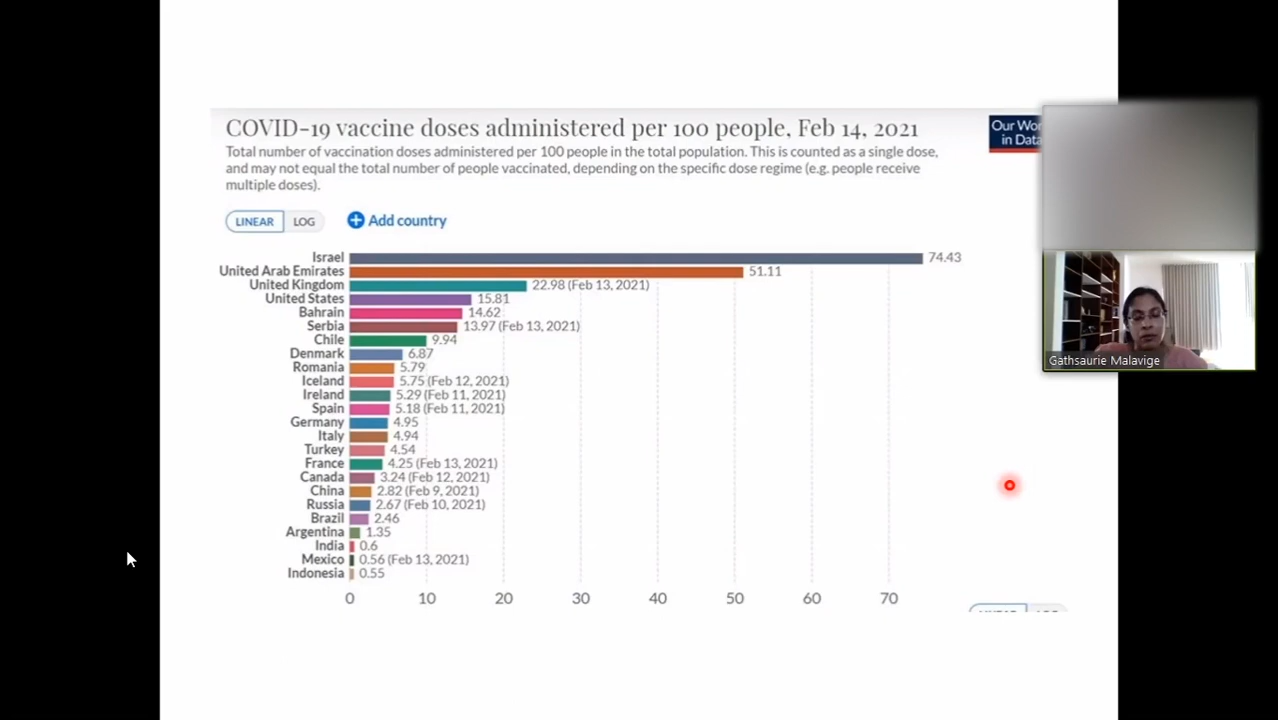 COVID-19 vaccine doses administered per 100 people, Feb 14, 2021
Total number of vaccination doses administered per 100 people in the total population. This is counted as a single dose,
and may not equal the total number of people vaccinated, depending on the specific dose regime (e.g. people receive
multiple doses).
Our Wor
in Data
LINEAR LOG Add country
Israel 74.43
United Arab Emirates 51.11
United Kingdom 22.98 (Feb 13, 2021)
United States 15.81
Bahrain 14.62
Serbia 13.97 (Feb 13, 2021)
Chile 9.94
Denmark 6.87
Romania 5.79
Iceland 5.75 (Feb 12, 2021)
Ireland 5.29 (Feb 11, 2021)
Spain 5.18 (Feb 11, 2021)
Germany 4.95
Italy 4.94
Turkey 4.54
France 4.25 (Feb 13, 2021)
Canada 3.24 (Feb 12, 2021)
China 2.82 (Feb 9, 2021)
Russia 2.67 (Feb 10, 2021)
Brazil 2.46
Argentina 1.35
India 0.6
Mexico 0.56 (Feb 13, 2021)
Indonesia 0.55
0 10 20 30 40 50 60 70
Gathsaurie Malavige